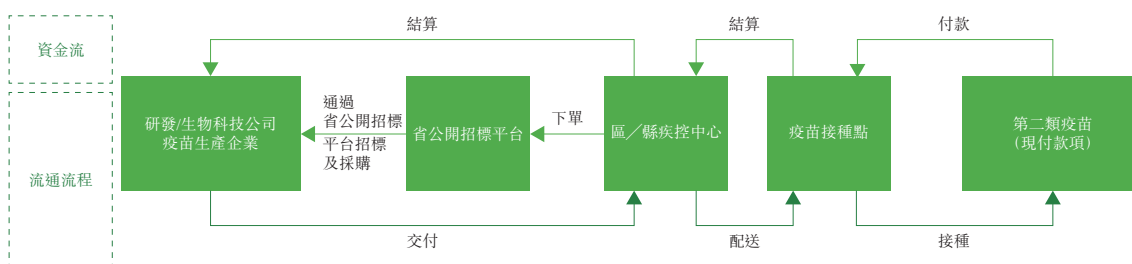 資金流
結算
結算
付款
研發/生物科技公司
疫苗生產企業
通過
省公開招標
平台招標
及採購
省公開招標平台
下單
區／縣疾控中心
疫苗接種點
第二類疫苗
（現付款項）
流通流程
交付
配送
接種